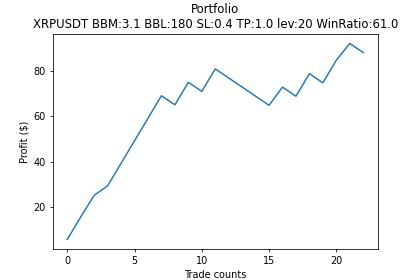 Portfolio
XRPUSDT BBM:3.1 BBL:180 SL:0.4 TP:1.0 lev:20 WinRatio:61.0
80
60
40
20
Profit ($)
0 5 10 15 20
Trade counts